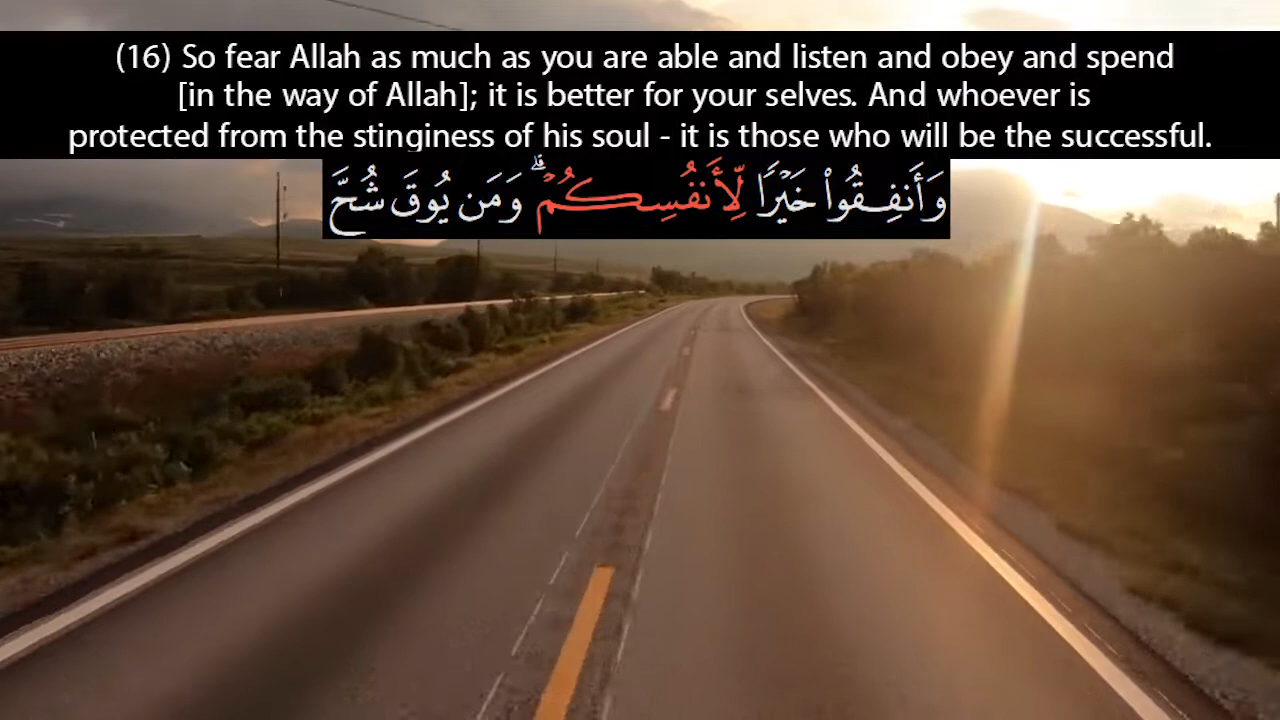 (16) So fear Allah as much as you are able and listen and obey and spend
[in the way of Allah]; it is better for your selves. And whoever is
protected from the stinginess of his soul - it is those who will be the successful.
وَأَنفِقُوا۟ خَيْرًا لِّأَنفُسِكُمْ ۗ وَمَن يُوقَ شُحَّ